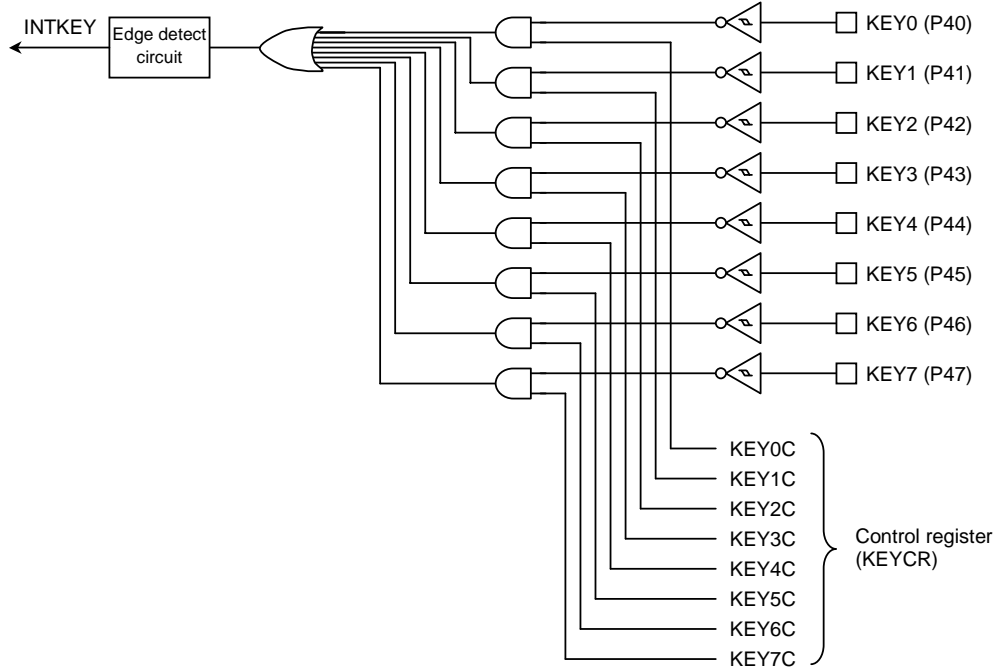 INTKEY
Edge detect
circuit
KEY0 (P40)
KEY1 (P41)
KEY2 (P42)
KEY3 (P43)
KEY4 (P44)
KEY5 (P45)
KEY6 (P46)
KEY7 (P47)
KEY0C
KEY1C
KEY2C
KEY3C
KEY4C
KEY5C
KEY6C
KEY7C
Control register
(KEYCR)